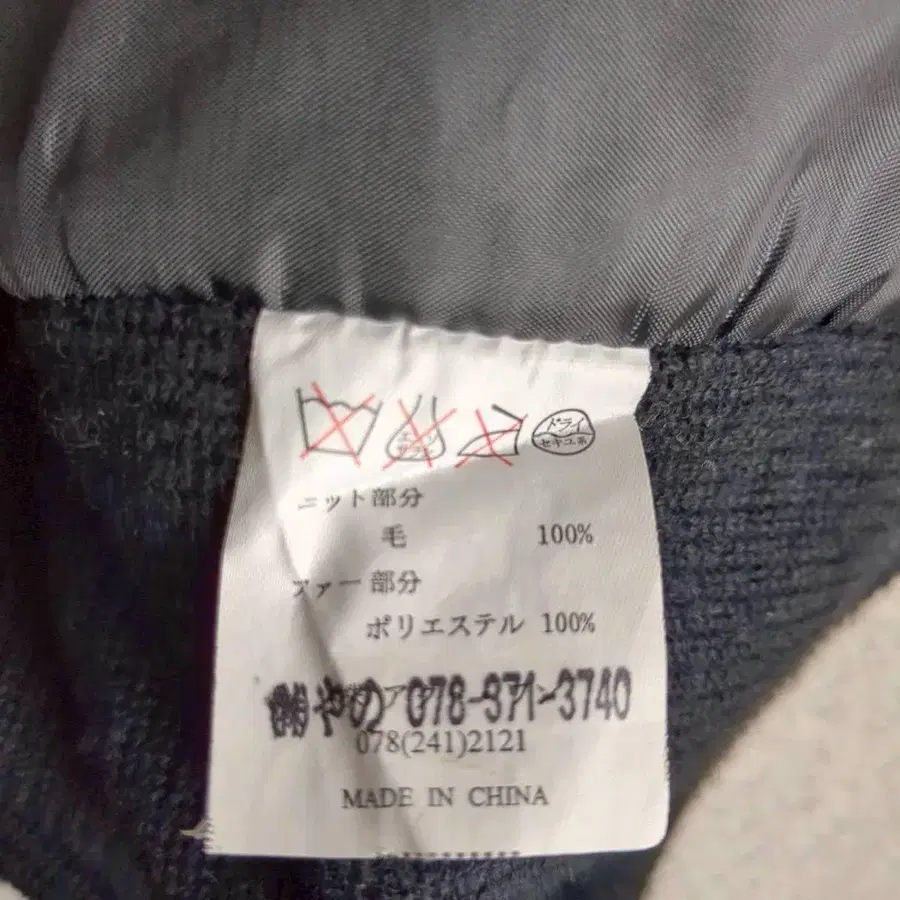 ドライ
セキユ系
ニット部分
毛 100%
ファー部分
ポリエステル 100%
㈱やの 078-371-3740
078(241)2121
MADE IN CHINA